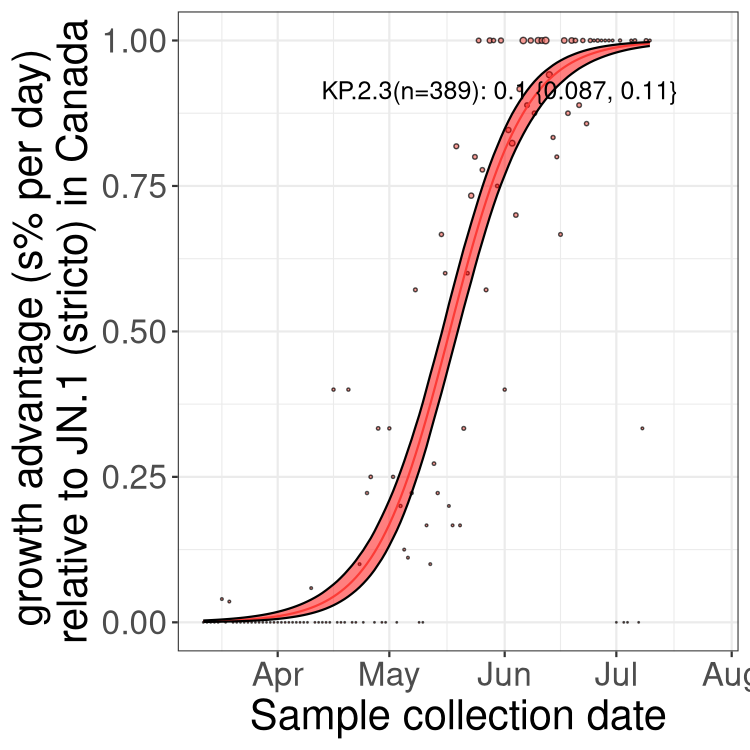 growth advantage (s% per day)
relative to JN.1 (stricto) in Canada
1.00
0.75
0.50
0.25
0.00
KP.2.3(n=389): 0.1 {0.087, 0.11}
Apr
May
Jun
Jul
Aug
Sample collection date